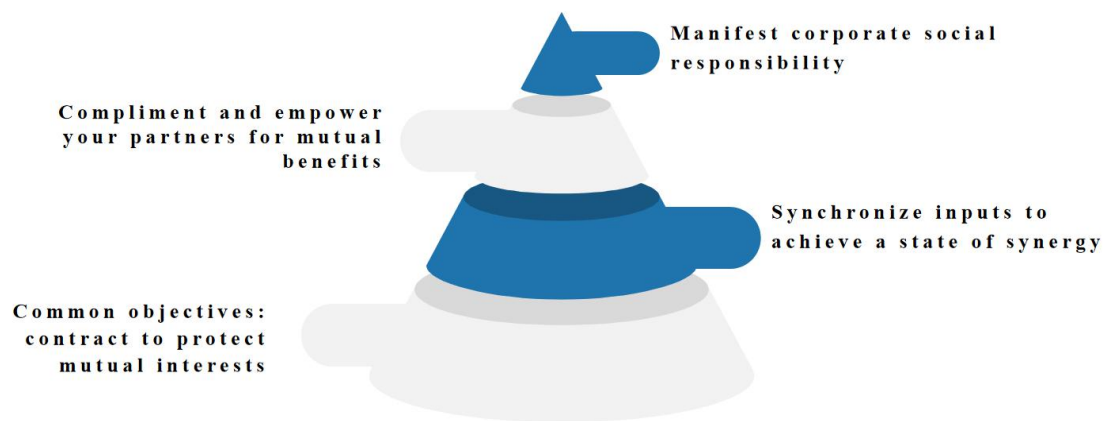 Manifest corporate social
responsibility
Compliment and empower
your partners for mutual
benefits
Synchronize inputs to
achieve a state of synergy
Common objectives:
contract to protect
mutual interests